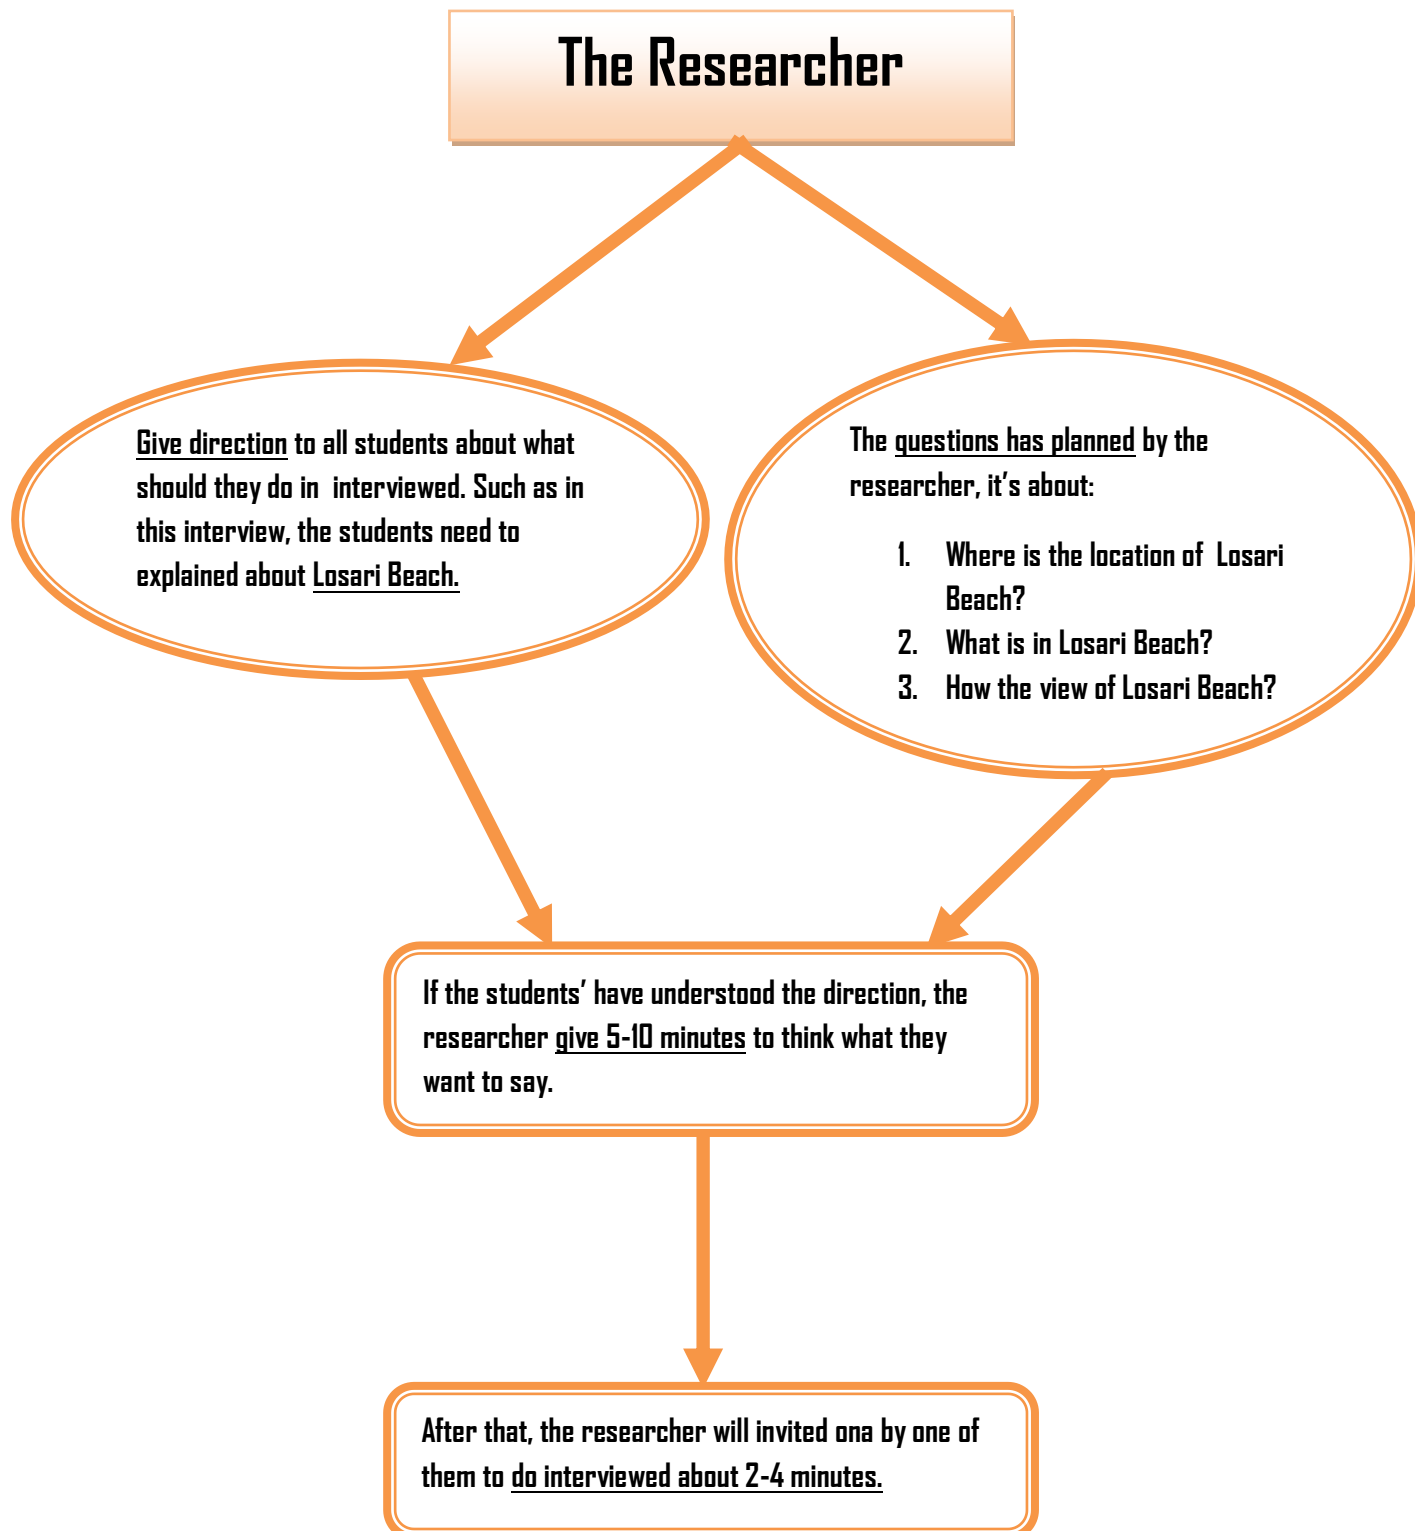 The Researcher
Give direction to all students about what
should they do in interviewed. Such as in
this interview, the students need to
explained about Losari Beach.
The questions has planned by the
researcher, it's about:
1. Where is the location of Losari
Beach?
2. What is in Losari Beach?
3. How the view of Losari Beach?
If the students' have understood the direction, the
researcher give 5-10 minutes to think what they
want to say.
After that, the researcher will invited ona by one of
them to do interviewed about 2-4 minutes.